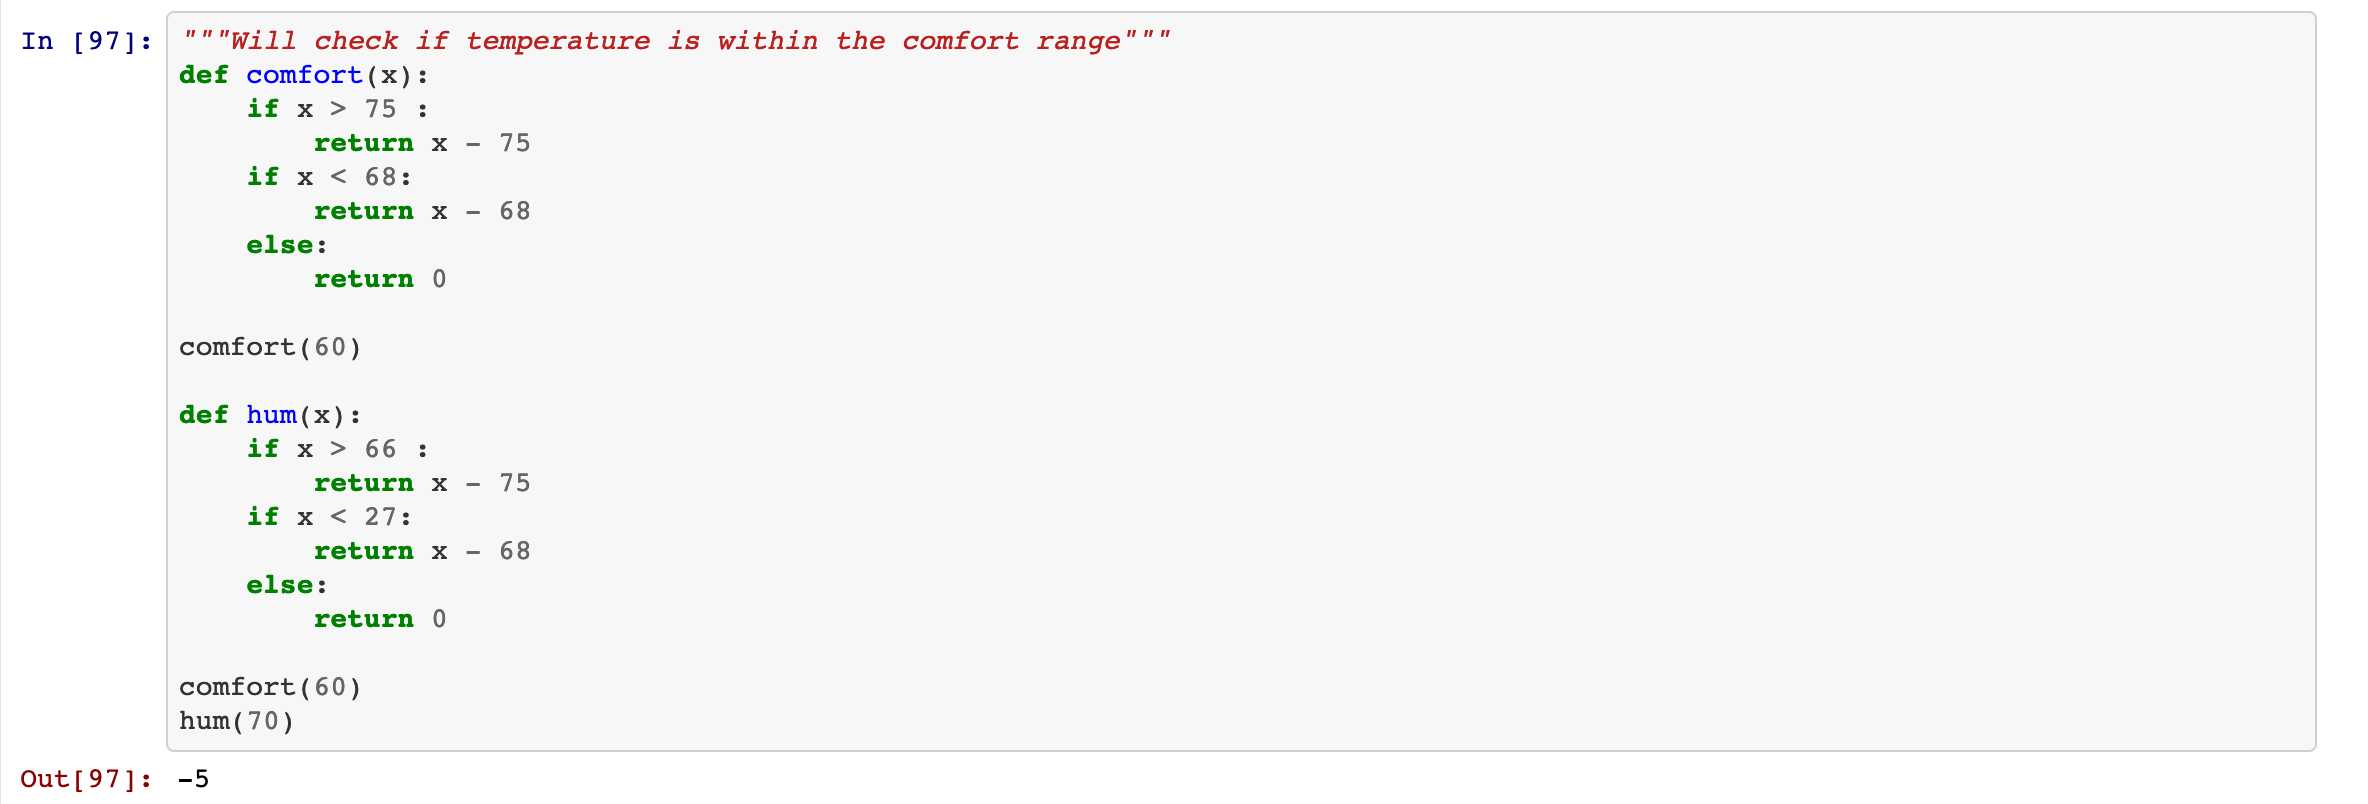 In [97]: """Will check if temperature is within the comfort range"""
def comfort(x):
    if x > 75 :
        return x - 75
    if x < 68:
        return x - 68
    else:
        return 0

comfort(60)

def hum(x):
    if x > 66 :
        return x - 75
    if x < 27:
        return x - 68
    else:
        return 0

comfort(60)
hum(70)
Out[97]: -5